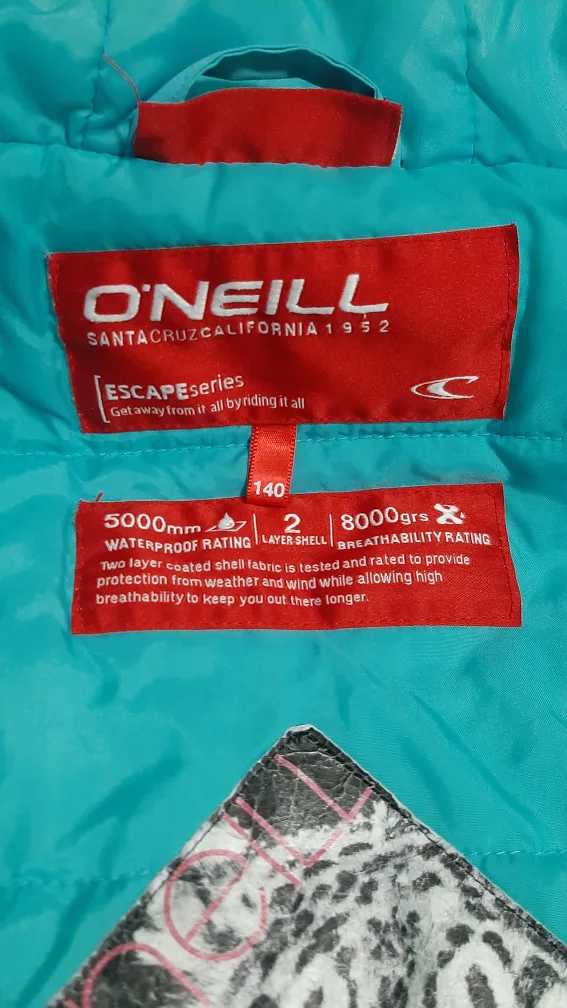 O'NEILL
SANTACRUZCALIFORNIA1952
ESCAPEseries
Get away from it all by riding it all
140
5000mm 2 8000grs
WATERPROOF RATING LAYER SHELL BREATHABILITY RATING
Two layer coated shell fabric is tested and rated to provide
protection from weather and wind while allowing high
breathability to keep you out there longer.
neill